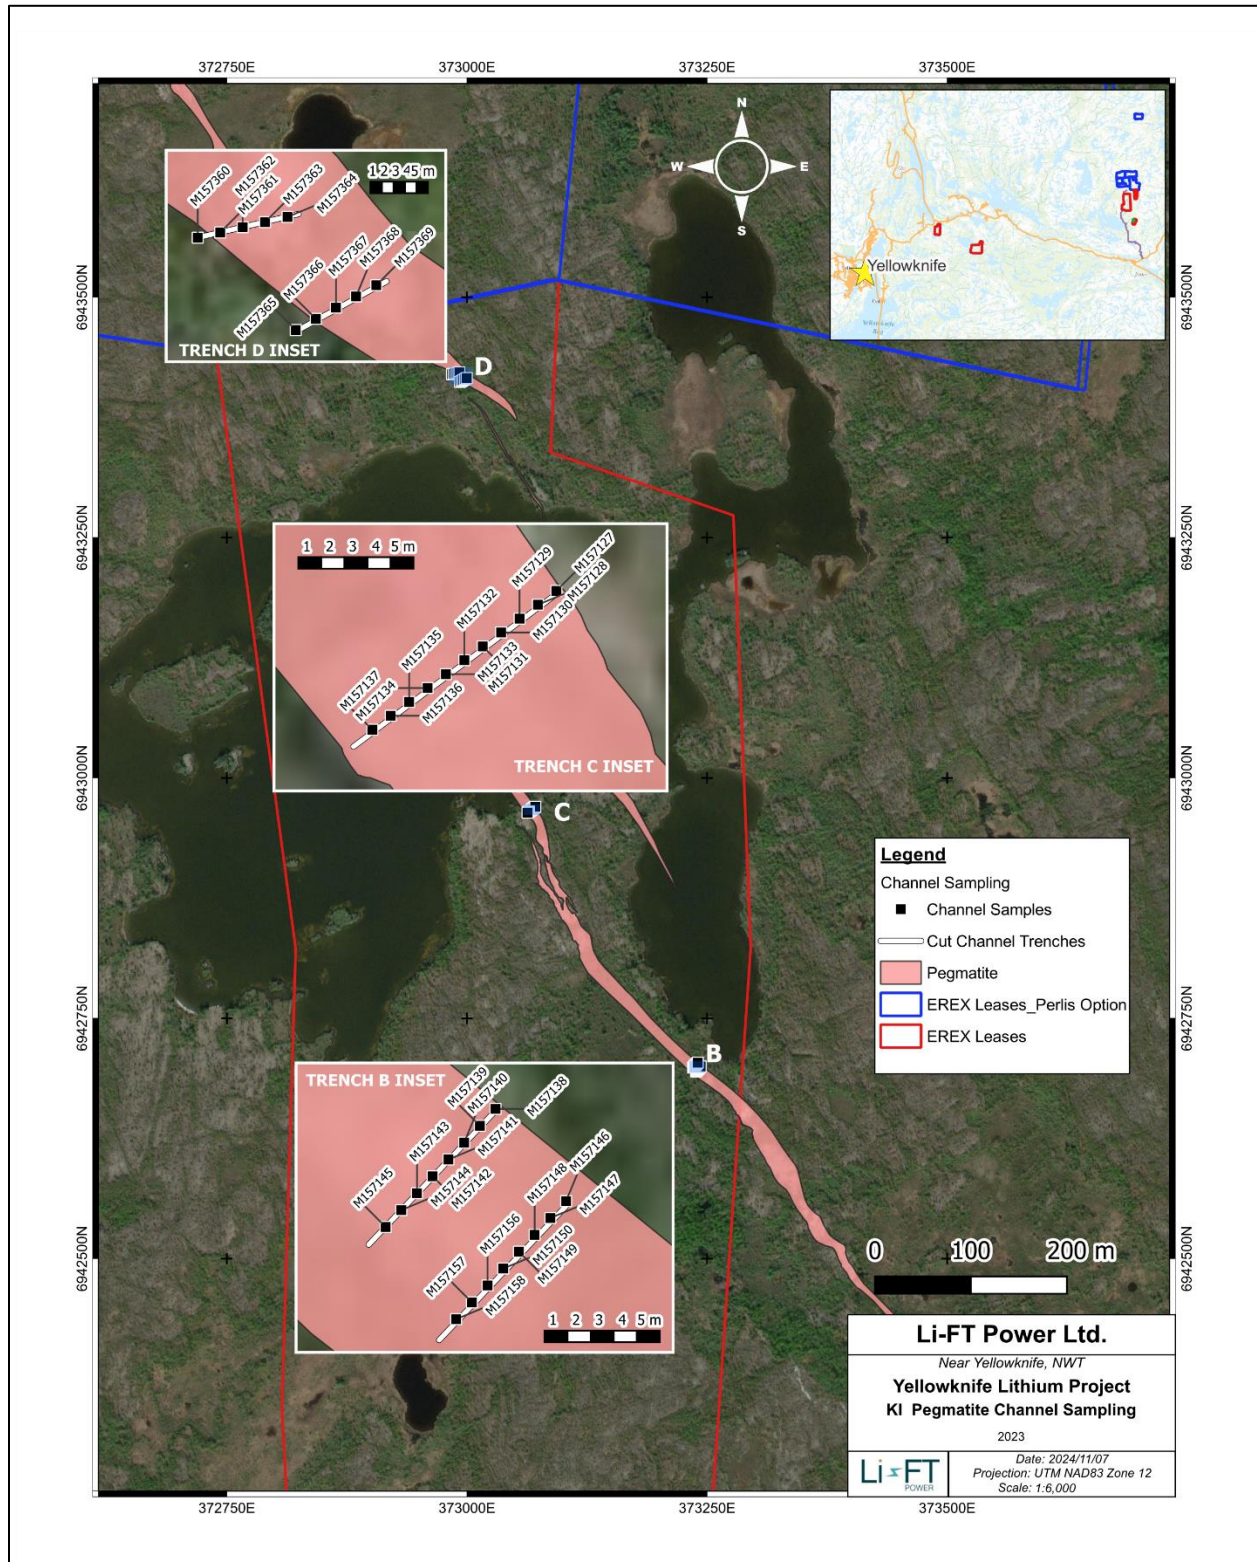 372750E
373000E
373250E
373500E
6943500N
6943250N
6943000N
6942750N
6942500N
6943500N
6943250N
6943000N
6942750N
6942500N
N
W
E
S
Yellowknife
M157360
M157362
M157361
M157363
M157364
1 2 3 4 5 m
M157365
M157366
M157367
M157368
M157369
TRENCH D INSET
D
1 2 3 4 5 m
M157127
M157128
M157129
M157130
M157132
M157133
M157131
M157135
M157136
M157137
M157134
TRENCH C INSET
C
Legend
Channel Sampling
Channel Samples
Cut Channel Trenches
Pegmatite
EREX Leases_Perlis Option
EREX Leases
B
TRENCH B INSET
M157139
M157140
M157138
M157143
M157141
M157145
M157144
M157142
M157146
M157148
M157147
M157156
M157150
M157149
M157157
M157158
1 2 3 4 5 m
0 100 200 m
Li-FT Power Ltd.
Near Yellowknife, NWT
Yellowknife Lithium Project
KI Pegmatite Channel Sampling
2023
Li-FT
POWER
Date: 2024/11/07
Projection: UTM NAD83 Zone 12
Scale: 1:6,000
372750E
373000E
373250E
373500E